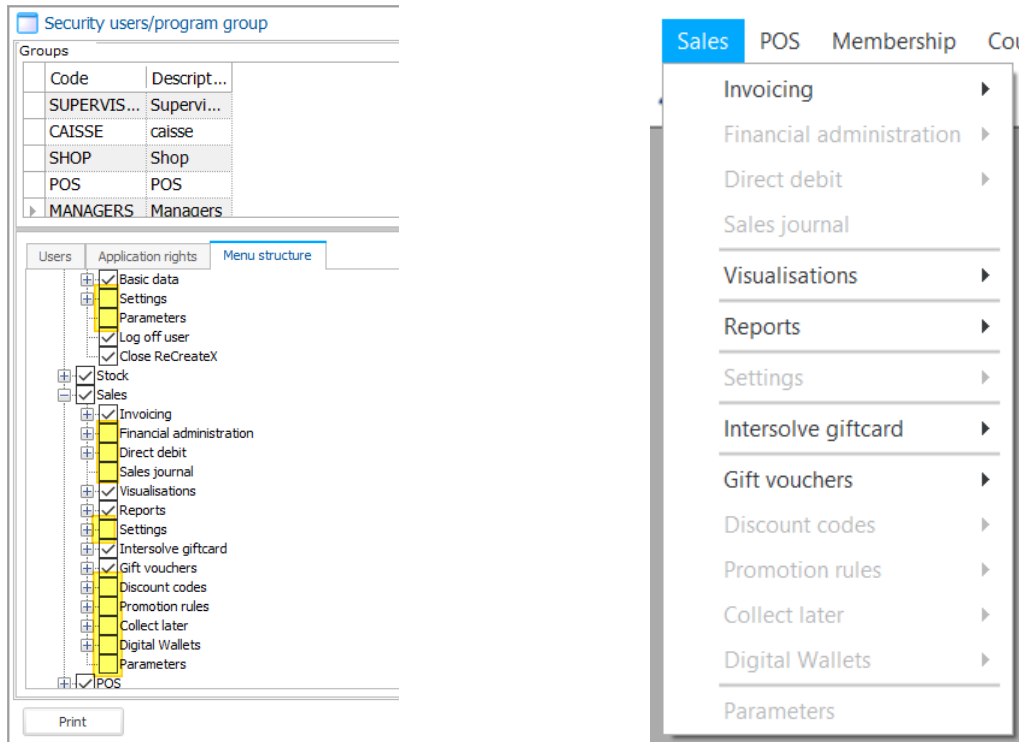 Security users/program group
Groups
Code Descript...
SUPERVIS... Supervi...
CAISSE caisse
SHOP Shop
POS POS
MANAGERS Managers
Users Application rights Menu structure
Basic data
Settings
Parameters
Log off user
Close ReCreateX
Stock
Sales
Invoicing
Financial administration
Direct debit
Sales journal
Visualisations
Reports
Settings
Intersolve giftcard
Gift vouchers
Discount codes
Promotion rules
Collect later
Digital Wallets
Parameters
POS
Print
Sales POS Membership Cou
Invoicing
Financial administration
Direct debit
Sales journal
Visualisations
Reports
Settings
Intersolve giftcard
Gift vouchers
Discount codes
Promotion rules
Collect later
Digital Wallets
Parameters